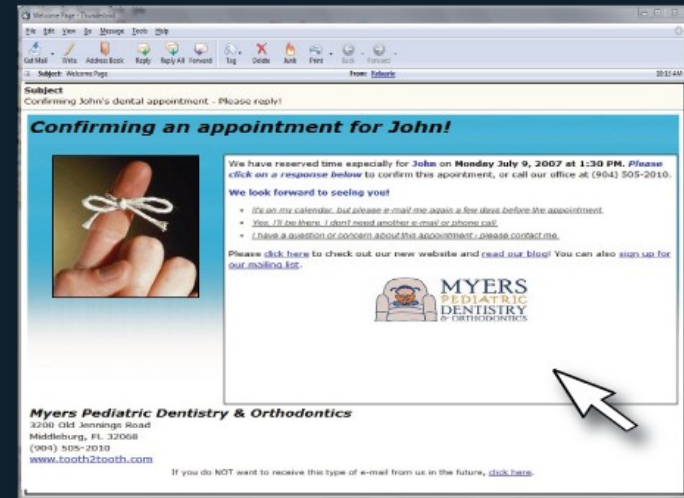 Welcome Page - Thunderbird
File Edit View Go Message Tools Help
Get Mail Write Address Book Reply Reply All Forward Tag Delete Junk Print Back Forward
Subject: Welcome Page From: 10:13 AM
Subject
Confirming John's dental appointment - Please reply!
Confirming an appointment for John!
We have reserved time especially for John on Monday July 9, 2007 at 1:30 PM. Please
click on a response below to confirm this apointment, or call our office at (904) 505-2010.
We look forward to seeing you!
It's on my calendar, but please e-mail me again a few days before the appointment.
Yes, I'll be there. I don't need another e-mail or phone call.
I have a question or concern about this appointment - please contact me.
Please click here to check out our new website and read our blog! You can also sign up for
our mailing list.
MYERS
PEDIATRIC
DENTISTRY
& ORTHODONTICS
Myers Pediatric Dentistry & Orthodontics
3200 Old Jennings Road
Middleburg, FL 32068
(904) 505-2010
www.tooth2tooth.com
If you do NOT want to receive this type of e-mail from us in the future, click here.